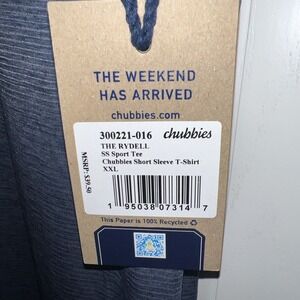 THE WEEKEND
HAS ARRIVED
chubbies.com
300221-016 chubbies
THE RYDELL
SS Sport Tee
Chubbies Short Sleeve T-Shirt
XXL
MSRP: $39.50
1 95038 07314 7
This Paper is 100% Recycled